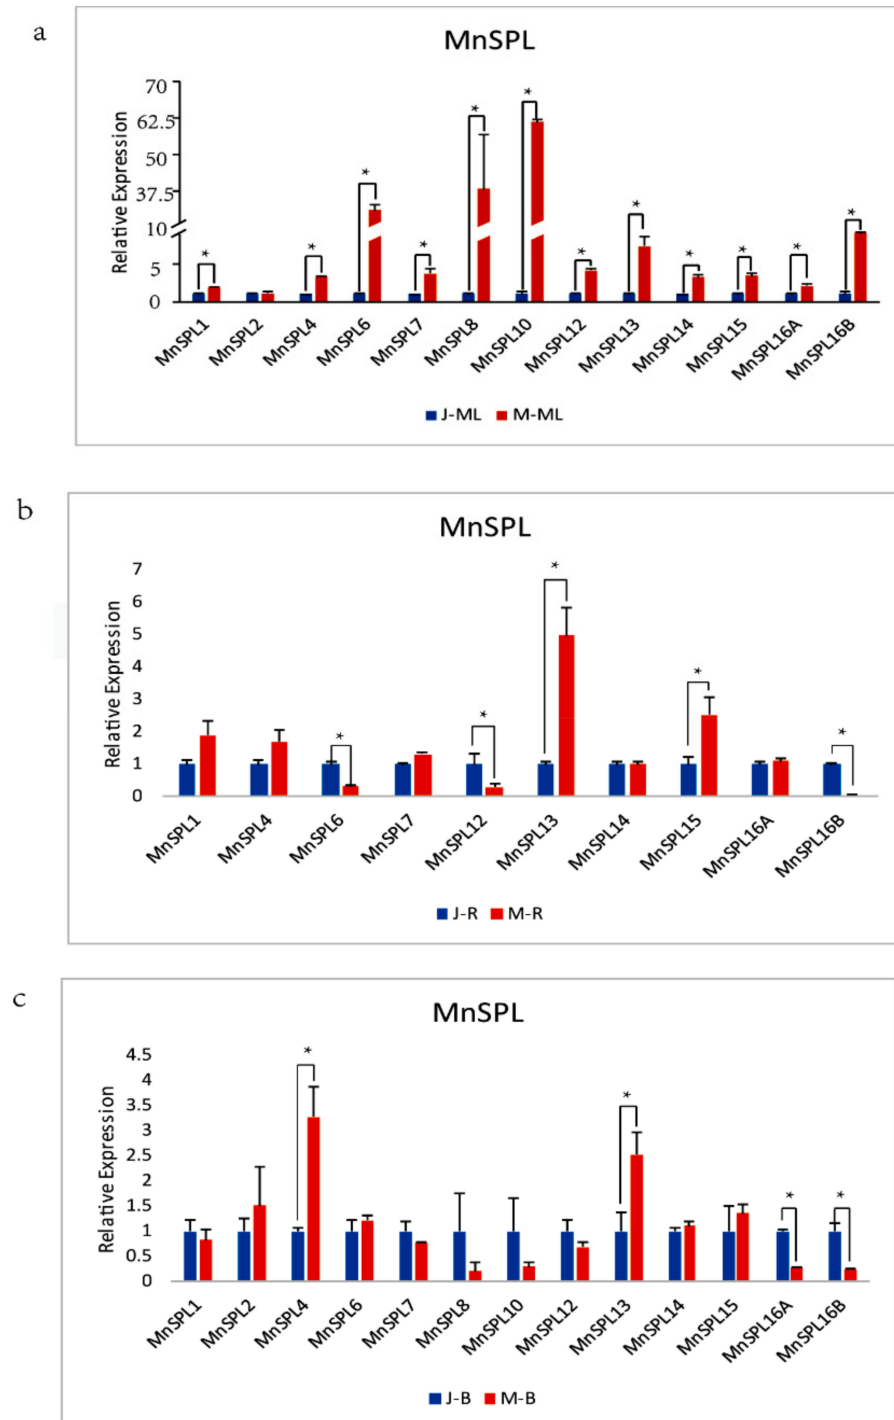 a
MnSPL
Relative Expression
70
62.5
50
37.5
10
5
0
* * * * * * * * * * * *
MnSPL1 MnSPL2 MnSPL4 MnSPL6 MnSPL7 MnSPL8 MnSPL10 MnSPL12 MnSPL13 MnSPL14 MnSPL15 MnSPL16A MnSPL16B
J-ML M-ML
b
MnSPL
Relative Expression
7
6
5
4
3
2
1
0
* * * * *
MnSPL1 MnSPL4 MnSPL6 MnSPL7 MnSPL12 MnSPL13 MnSPL14 MnSPL15 MnSPL16A MnSPL16B
J-R M-R
c
MnSPL
Relative Expression
4.5
4
3.5
3
2.5
2
1.5
1
0.5
0
* * * *
MnSPL1 MnSPL2 MnSPL4 MnSPL6 MnSPL7 MnSPL8 MnSPL10 MnSPL12 MnSPL13 MnSPL14 MnSPL15 MnSPL16A MnSPL16B
J-B M-B